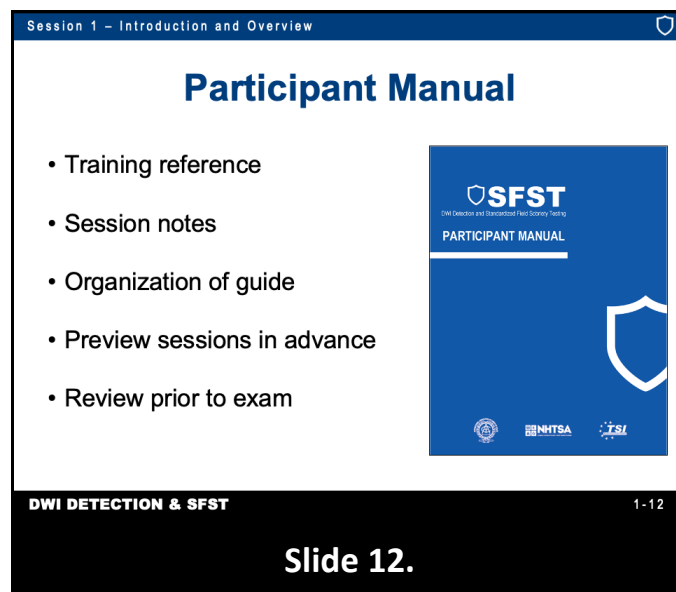 Session 1 – Introduction and Overview
Participant Manual
• Training reference
• Session notes
• Organization of guide
• Preview sessions in advance
• Review prior to exam
SFST
DWI Detection and Standardized Field Sobriety Testing
PARTICIPANT MANUAL
NHTSA
TSI
DWI DETECTION & SFST
1-12
Slide 12.